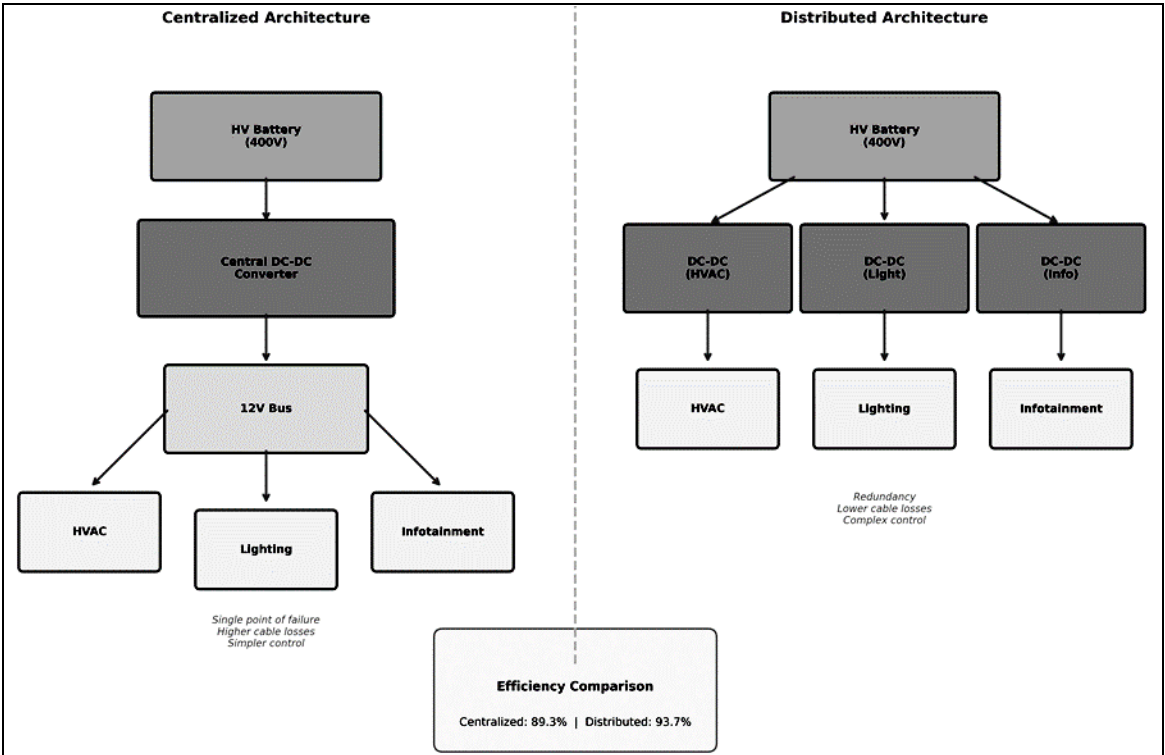 Centralized Architecture
HV Battery
(400V)
Central DC-DC
Converter
12V Bus
HVAC
Lighting
Infotainment
Single point of failure
Higher cable losses
Simpler control
Distributed Architecture
HV Battery
(400V)
DC-DC
(HVAC)
DC-DC
(Light)
DC-DC
(Info)
HVAC
Lighting
Infotainment
Redundancy
Lower cable losses
Complex control
Efficiency Comparison
Centralized: 89.3% | Distributed: 93.7%